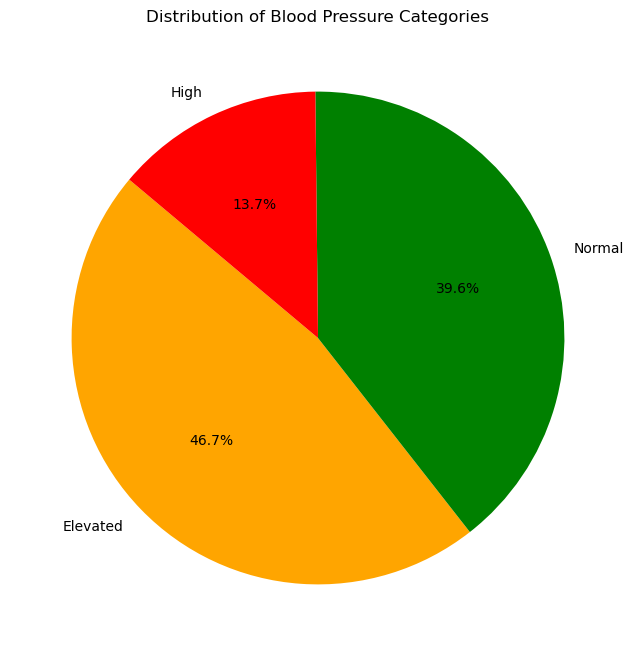 Distribution of Blood Pressure Categories
High
13.7%
Normal
39.6%
46.7%
Elevated